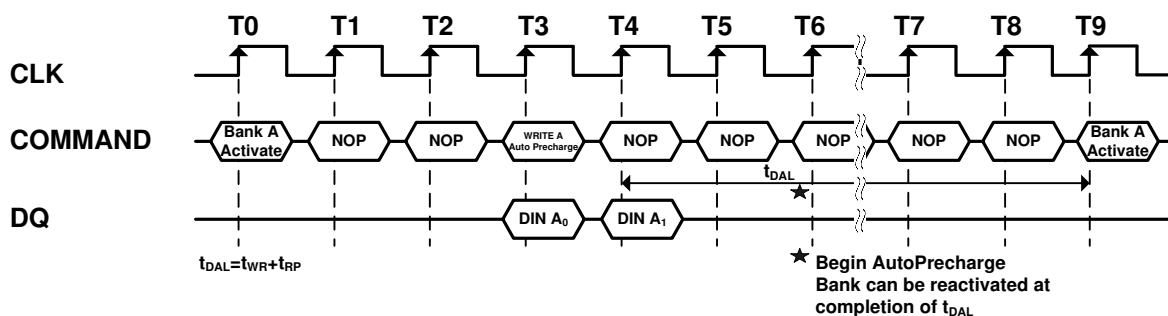 T0 T1 T2 T3 T4 T5 T6 T7 T8 T9
CLK
COMMAND
Bank A
Activate
NOP
NOP
WRITE A
Auto Precharge
NOP
NOP
NOP
NOP
NOP
Bank A
Activate
tDAL
DQ
DIN A0
DIN A1
tDAL=tWR+tRP
Begin AutoPrecharge
Bank can be reactivated at
completion of tDAL